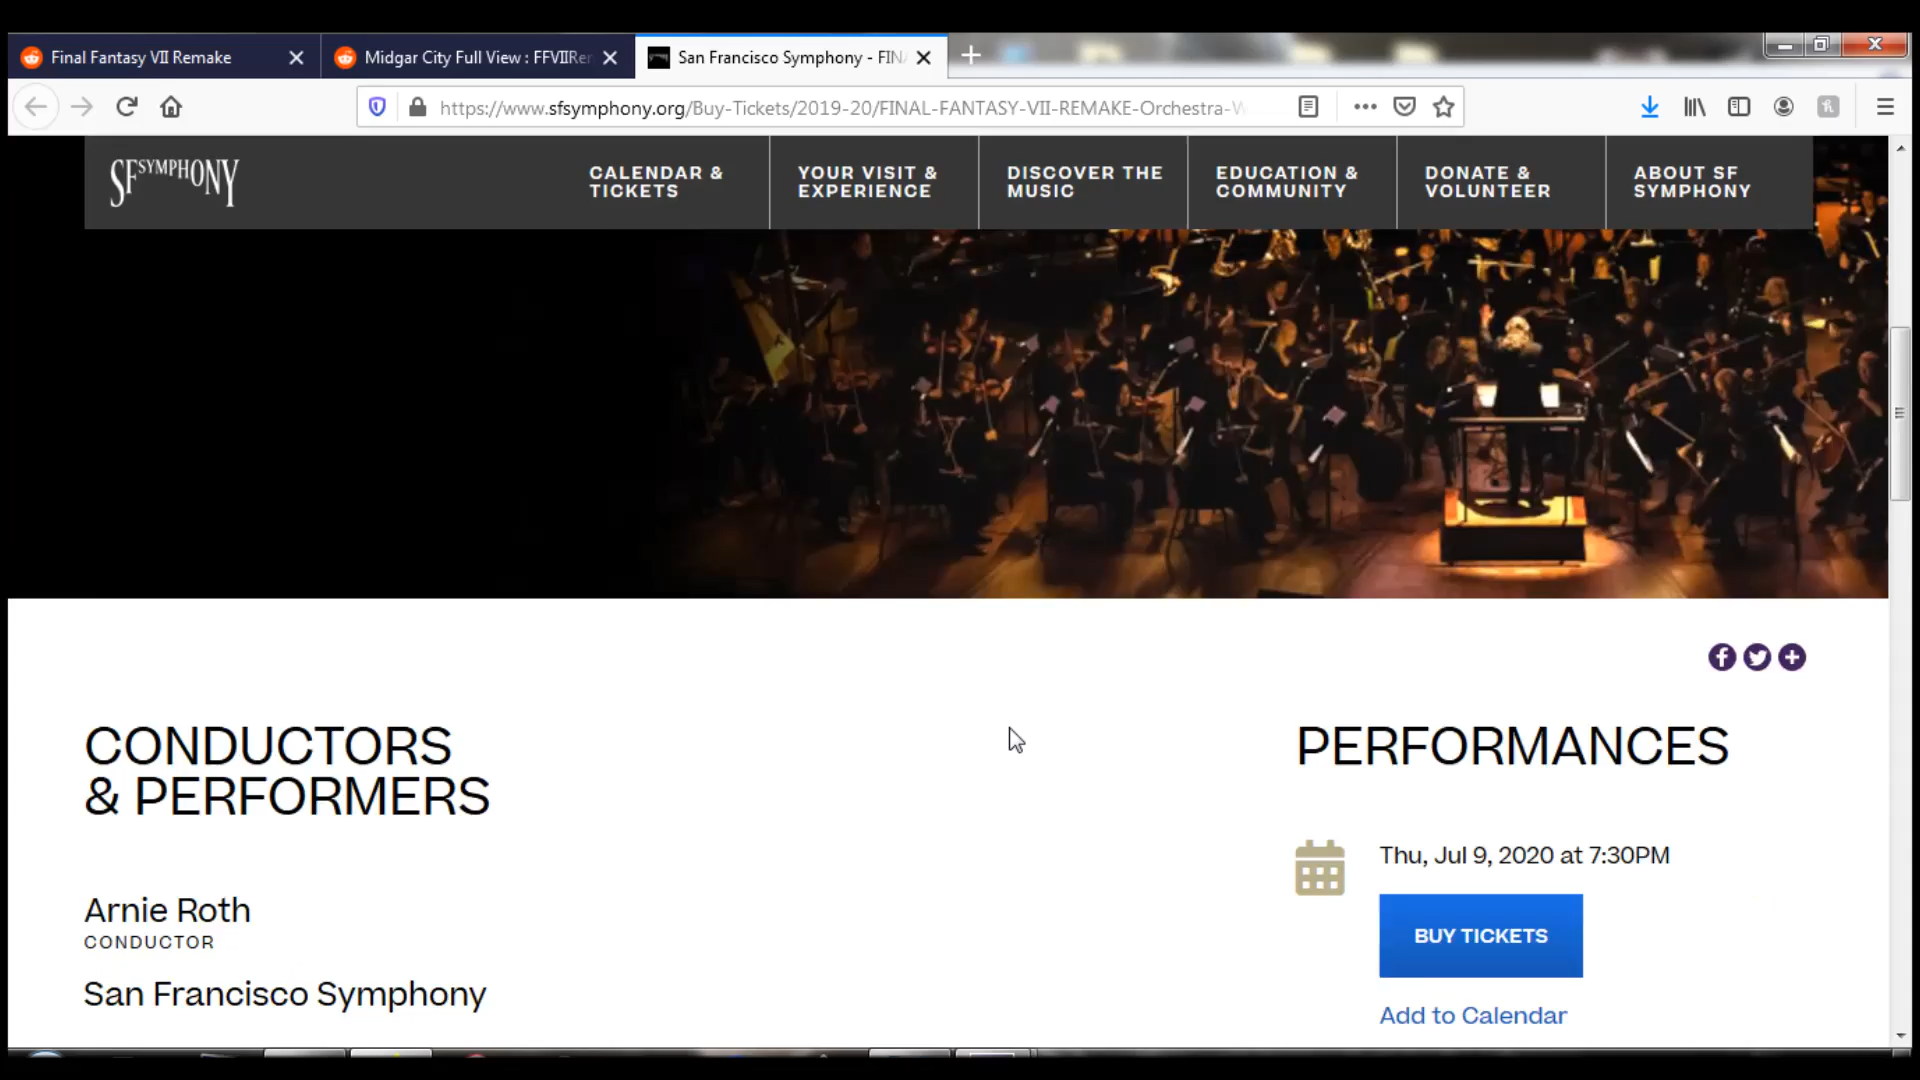 Final Fantasy VII Remake
Midgar City Full View : FFVIIRe
San Francisco Symphony - FINA
https://www.sfsymphony.org/Buy-Tickets/2019-20/FINAL-FANTASY-VII-REMAKE-Orchestra-W
SF SYMPHONY
CALENDAR &
TICKETS
YOUR VISIT &
EXPERIENCE
DISCOVER THE
MUSIC
EDUCATION &
COMMUNITY
DONATE &
VOLUNTEER
ABOUT SF
SYMPHONY
CONDUCTORS
& PERFORMERS
Arnie Roth
CONDUCTOR
San Francisco Symphony
PERFORMANCES
Thu, Jul 9, 2020 at 7:30PM
BUY TICKETS
Add to Calendar